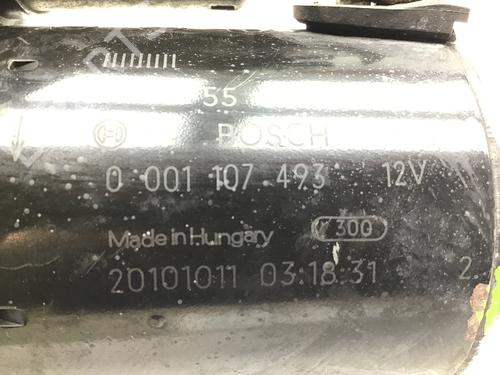 55
BOSCH
0 001 107 493 12V
Made in Hungary 300
20101011 03:18:31 2.